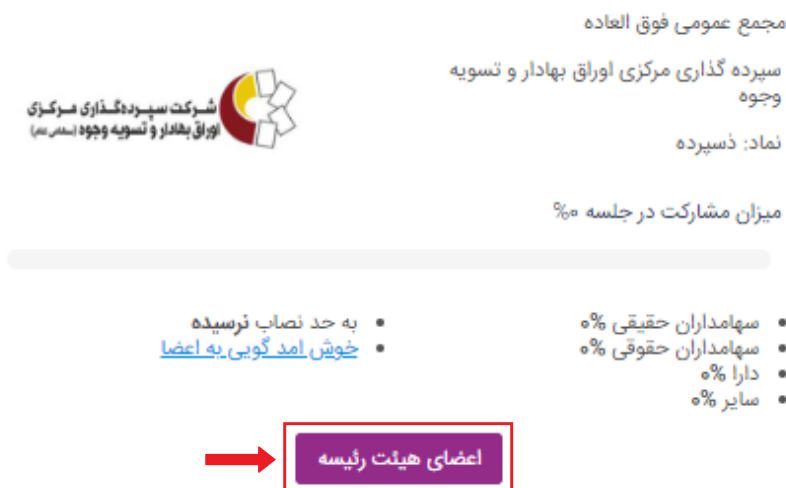 مجمع عمومی فوق العاده
سپرده گذاری مرکزی اوراق بهادار و تسویه
وجوه
شرکت سپرده‌گذاری مرکزی
اوراق بهادار و تسویه وجوه (سهامی عام)
نماد: ذسپرده
میزان مشارکت در جلسه ۰%
سهامداران حقیقی ۰%
سهامداران حقوقی ۰%
دارا ۰%
سایر ۰%
به حد نصاب نرسیده
خوش امد گویی به اعضا
اعضای هیئت رئیسه